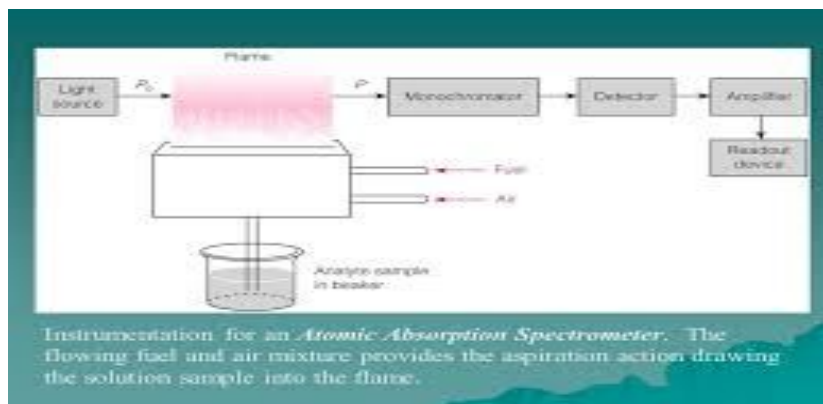 Flame
Light
source
P₀
P
Monochromator
Detector
Amplifier
Readout
device
Fuel
Air
Analyte sample
in beaker
Instrumentation for an Atomic Absorption Spectrometer. The
flowing fuel and air mixture provides the aspiration action drawing
the solution sample into the flame.